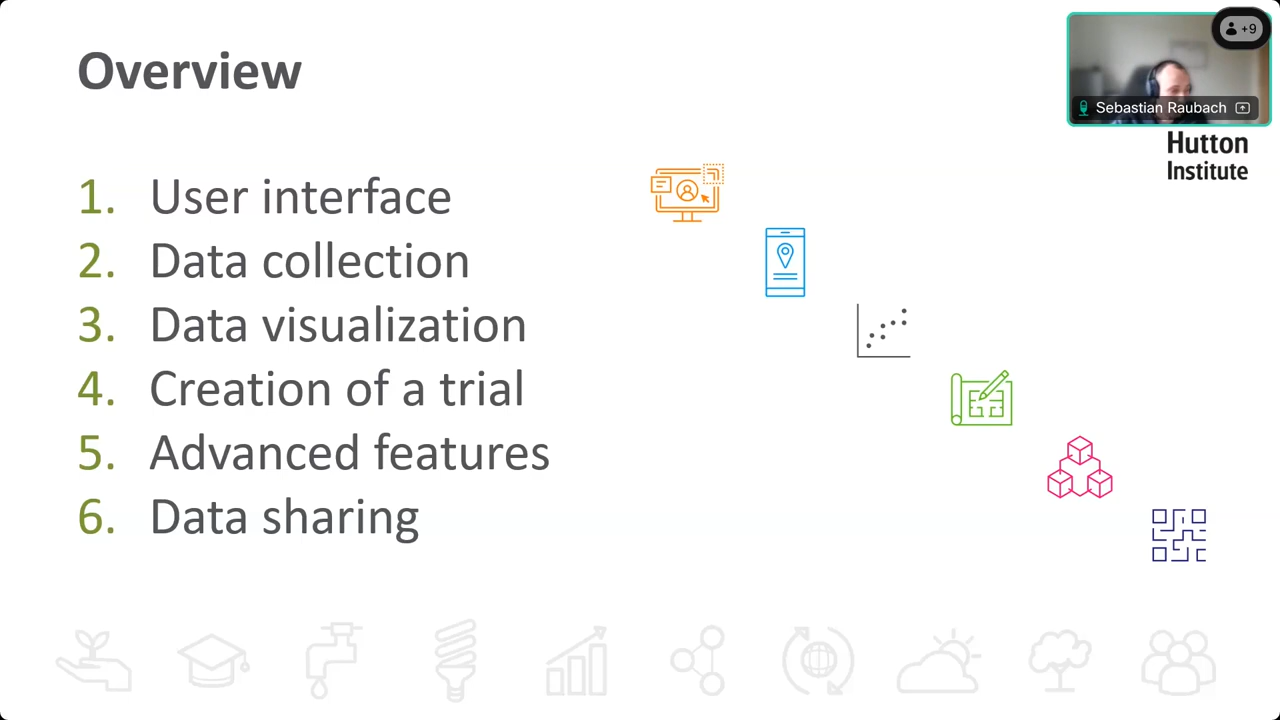 Overview
+9
Sebastian Raubach
Hutton
Institute
1. User interface
2. Data collection
3. Data visualization
4. Creation of a trial
5. Advanced features
6. Data sharing